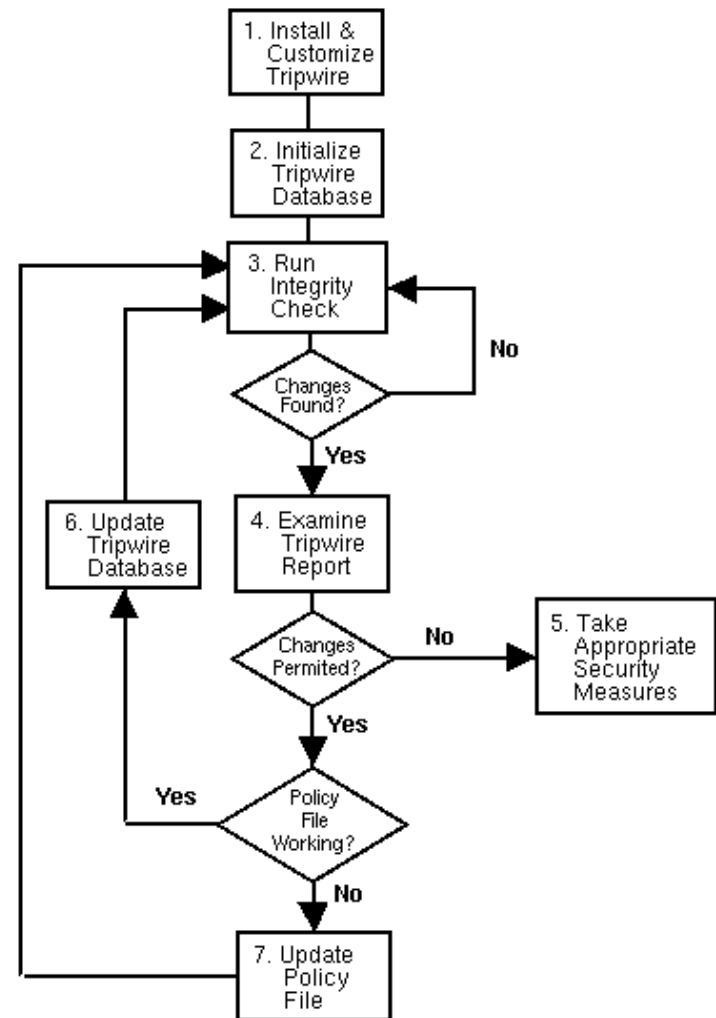 1. Install &
Customize
Tripwire
2. Initialize
Tripwire
Database
3. Run
Integrity
Check
No
Changes
Found?
Yes
6. Update
Tripwire
Database
4. Examine
Tripwire
Report
Changes
Permited?
No
5. Take
Appropriate
Security
Measures
Yes
Yes
Policy
File
Working?
No
7. Update
Policy
File